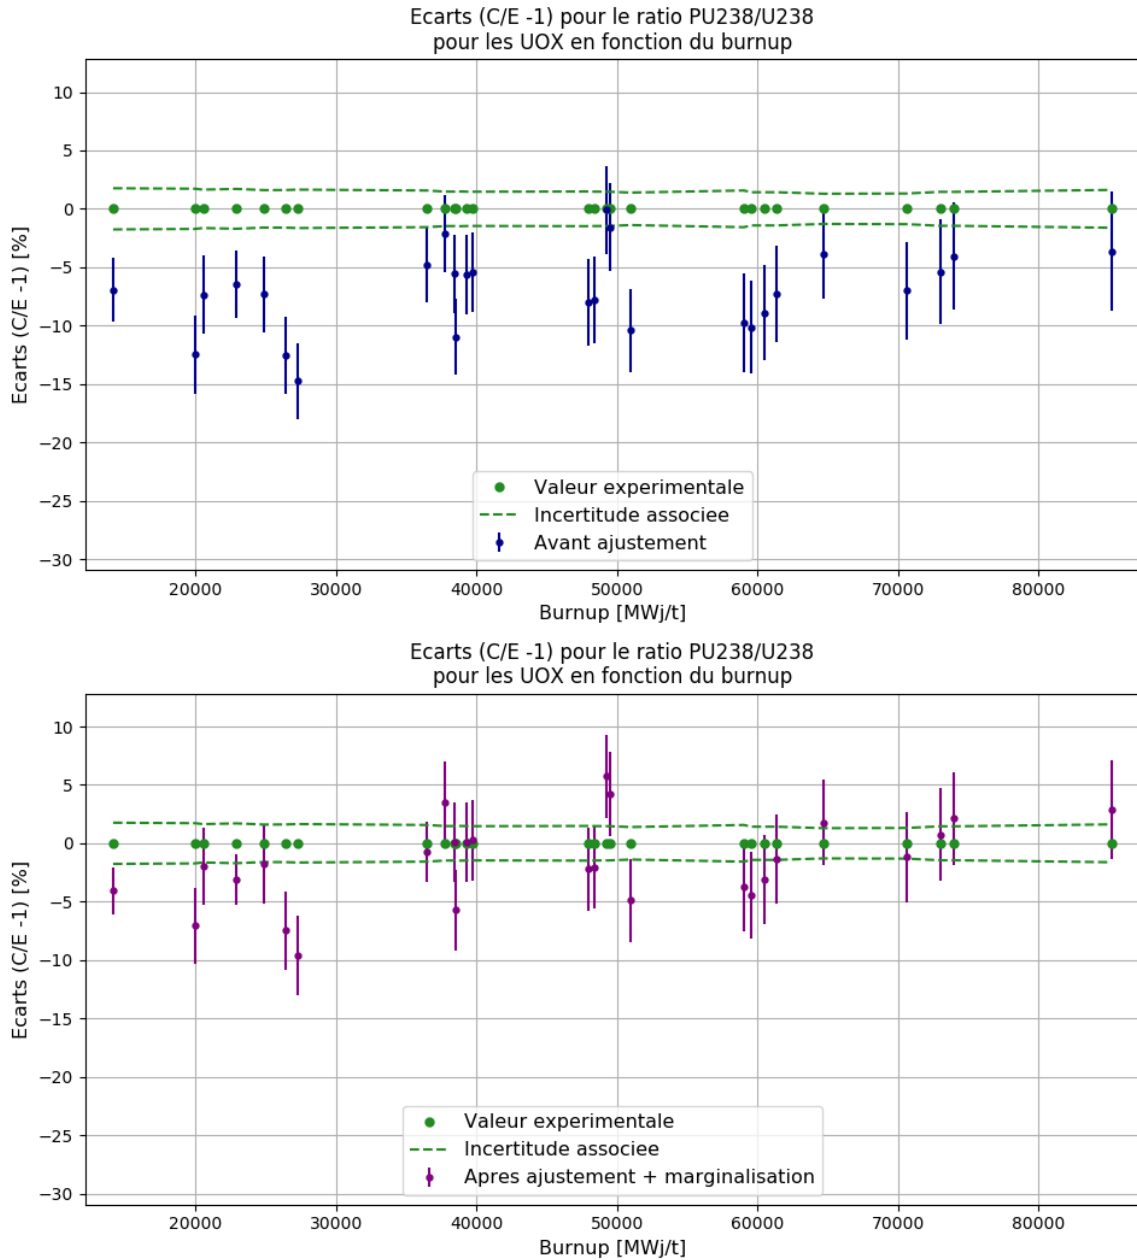 Ecarts (C/E -1) pour le ratio PU238/U238
pour les UOX en fonction du burnup
Ecarts (C/E -1) [%]
10
5
0
−5
−10
−15
−20
−25
−30
Valeur experimentale
Incertitude associee
Avant ajustement
20000 30000 40000 50000 60000 70000 80000
Burnup [MWj/t]
Ecarts (C/E -1) pour le ratio PU238/U238
pour les UOX en fonction du burnup
Ecarts (C/E -1) [%]
10
5
0
−5
−10
−15
−20
−25
−30
Valeur experimentale
Incertitude associee
Apres ajustement + marginalisation
20000 30000 40000 50000 60000 70000 80000
Burnup [MWj/t]